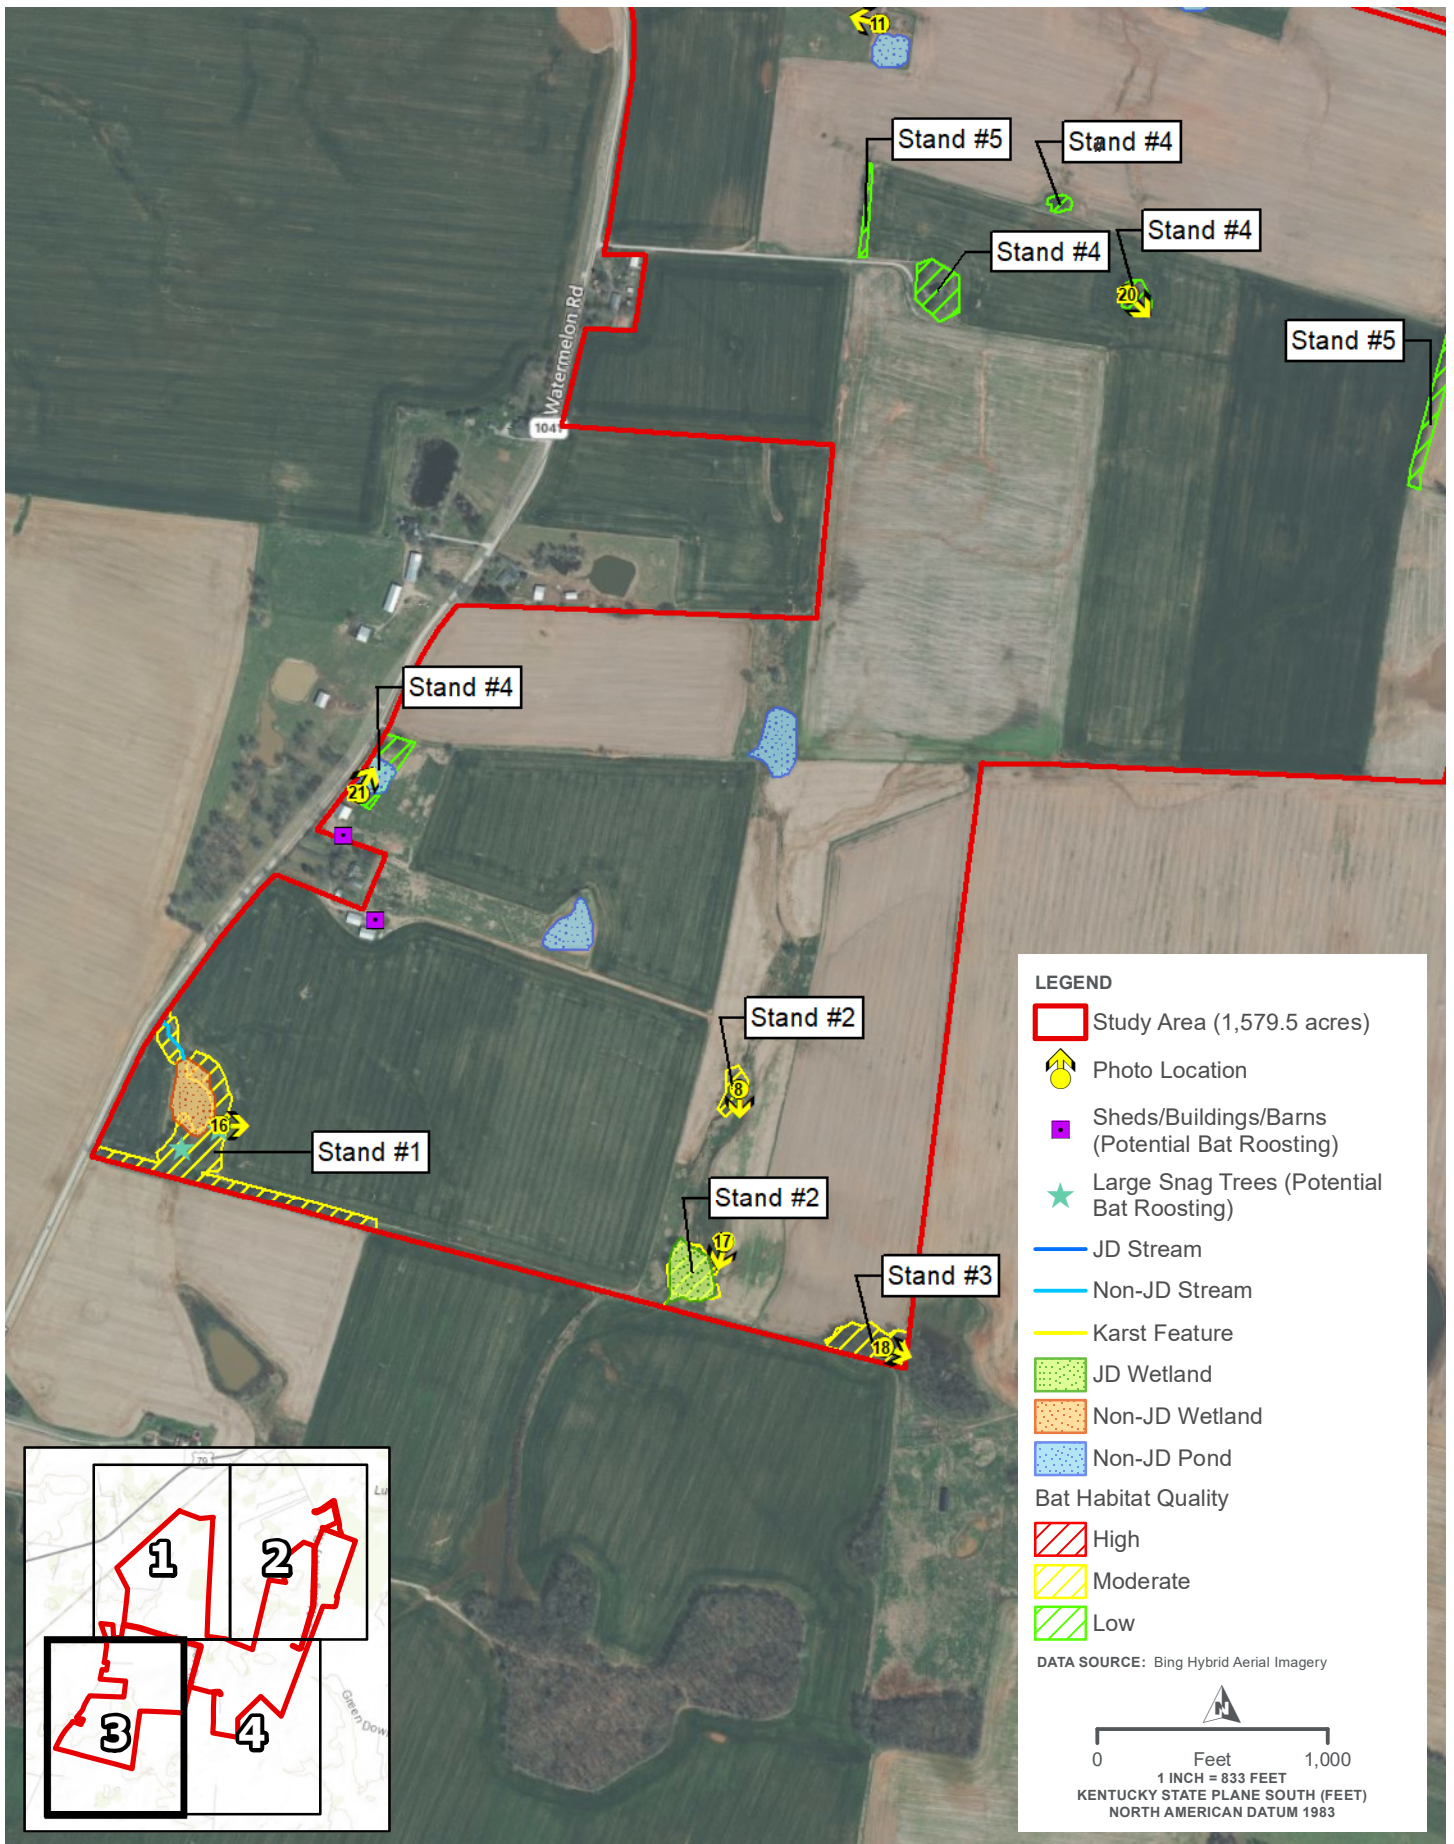 11
Stand #5
Stand #4
#
Stand #4
Stand #4
20
Watermelon Rd
Stand #5
1041
Stand #4
21
Stand #2
8
16
Stand #1
Stand #2
17
Stand #3
18
LEGEND
Study Area (1,579.5 acres)
Photo Location
Sheds/Buildings/Barns
(Potential Bat Roosting)
Large Snag Trees (Potential
Bat Roosting)
JD Stream
Non-JD Stream
Karst Feature
JD Wetland
Non-JD Wetland
Non-JD Pond
Bat Habitat Quality
High
Moderate
Low
DATA SOURCE: Bing Hybrid Aerial Imagery
N
0 Feet 1,000
1 INCH = 833 FEET
KENTUCKY STATE PLANE SOUTH (FEET)
NORTH AMERICAN DATUM 1983
79
Lu
1
2
3
4
Green Dow